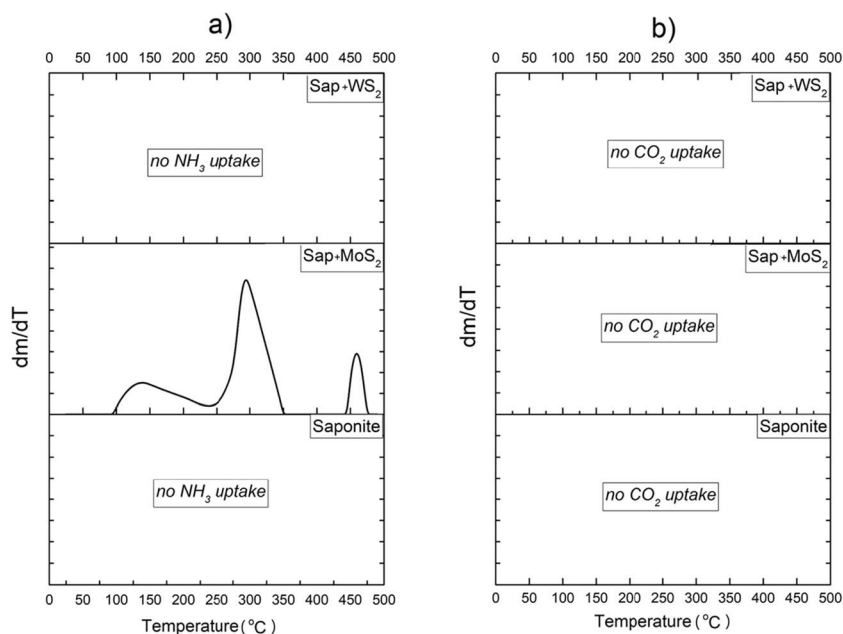 a)
b)
0 50 100 150 200 250 300 350 400 450 500
0 50 100 150 200 250 300 350 400 450 500
Sap+WS₂
Sap+WS₂
no NH₃ uptake
no CO₂ uptake
Sap+MoS₂
Sap+MoS₂
dm/dT
dm/dT
no CO₂ uptake
Saponite
Saponite
no NH₃ uptake
no CO₂ uptake
0 50 100 150 200 250 300 350 400 450 500
0 50 100 150 200 250 300 350 400 450 500
Temperature (°C)
Temperature (°C)